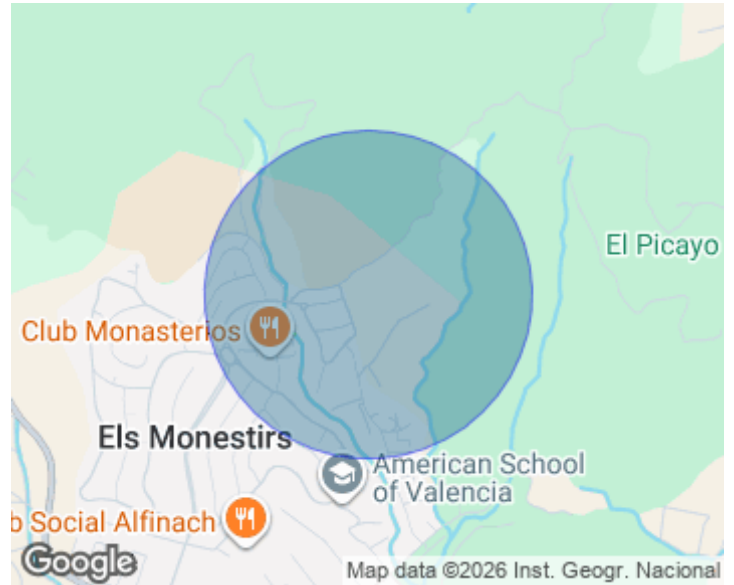 El Picayo
Club Monasterios
Els Monestirs
American School
of Valencia
b Social Alfinach
Google
Map data ©2026 Inst. Geogr. Nacional